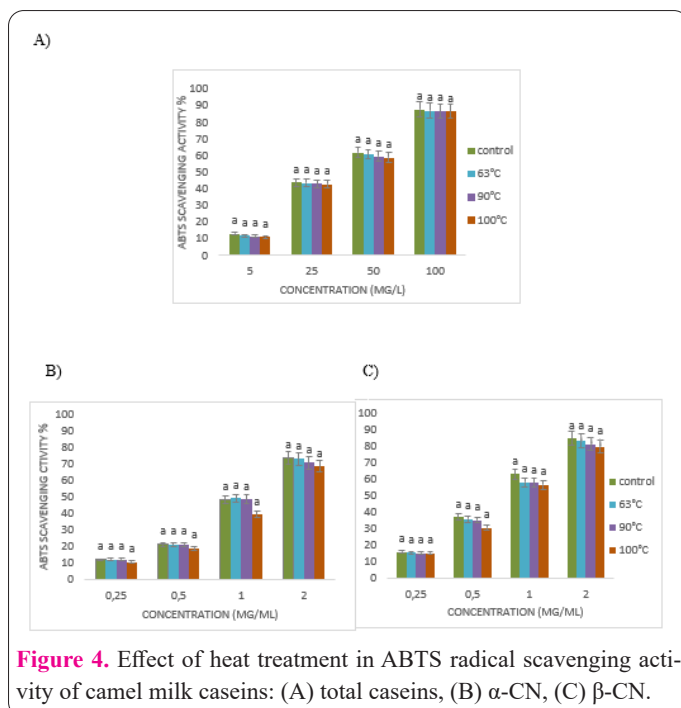 A)
100
90
80
70
60
50
40
30
20
10
0
ABTS SCAVENGING ACTIVITY %
a a a a
a a a a
a a a a
a a a a
control
63°C
90°C
100°C
5 25 50 100
CONCENTRATION (MG/L)
B)
100
90
80
70
60
50
40
30
20
10
0
ABTS SCAVENGING CTIVITY %
a a a a
a a a a
a a a a
a a a a
0,25 0,5 1 2
CONCENTRATION (MG/ML)
C)
100
90
80
70
60
50
40
30
20
10
0
a a a a
a a a a
a a a a
a a a a
control
63°C
90°C
100°C
0,25 0,5 1 2
CONCENTRATION (MG/ML)
Figure 4. Effect of heat treatment in ABTS radical scavenging acti-
vity of camel milk caseins: (A) total caseins, (B) α-CN, (C) β-CN.